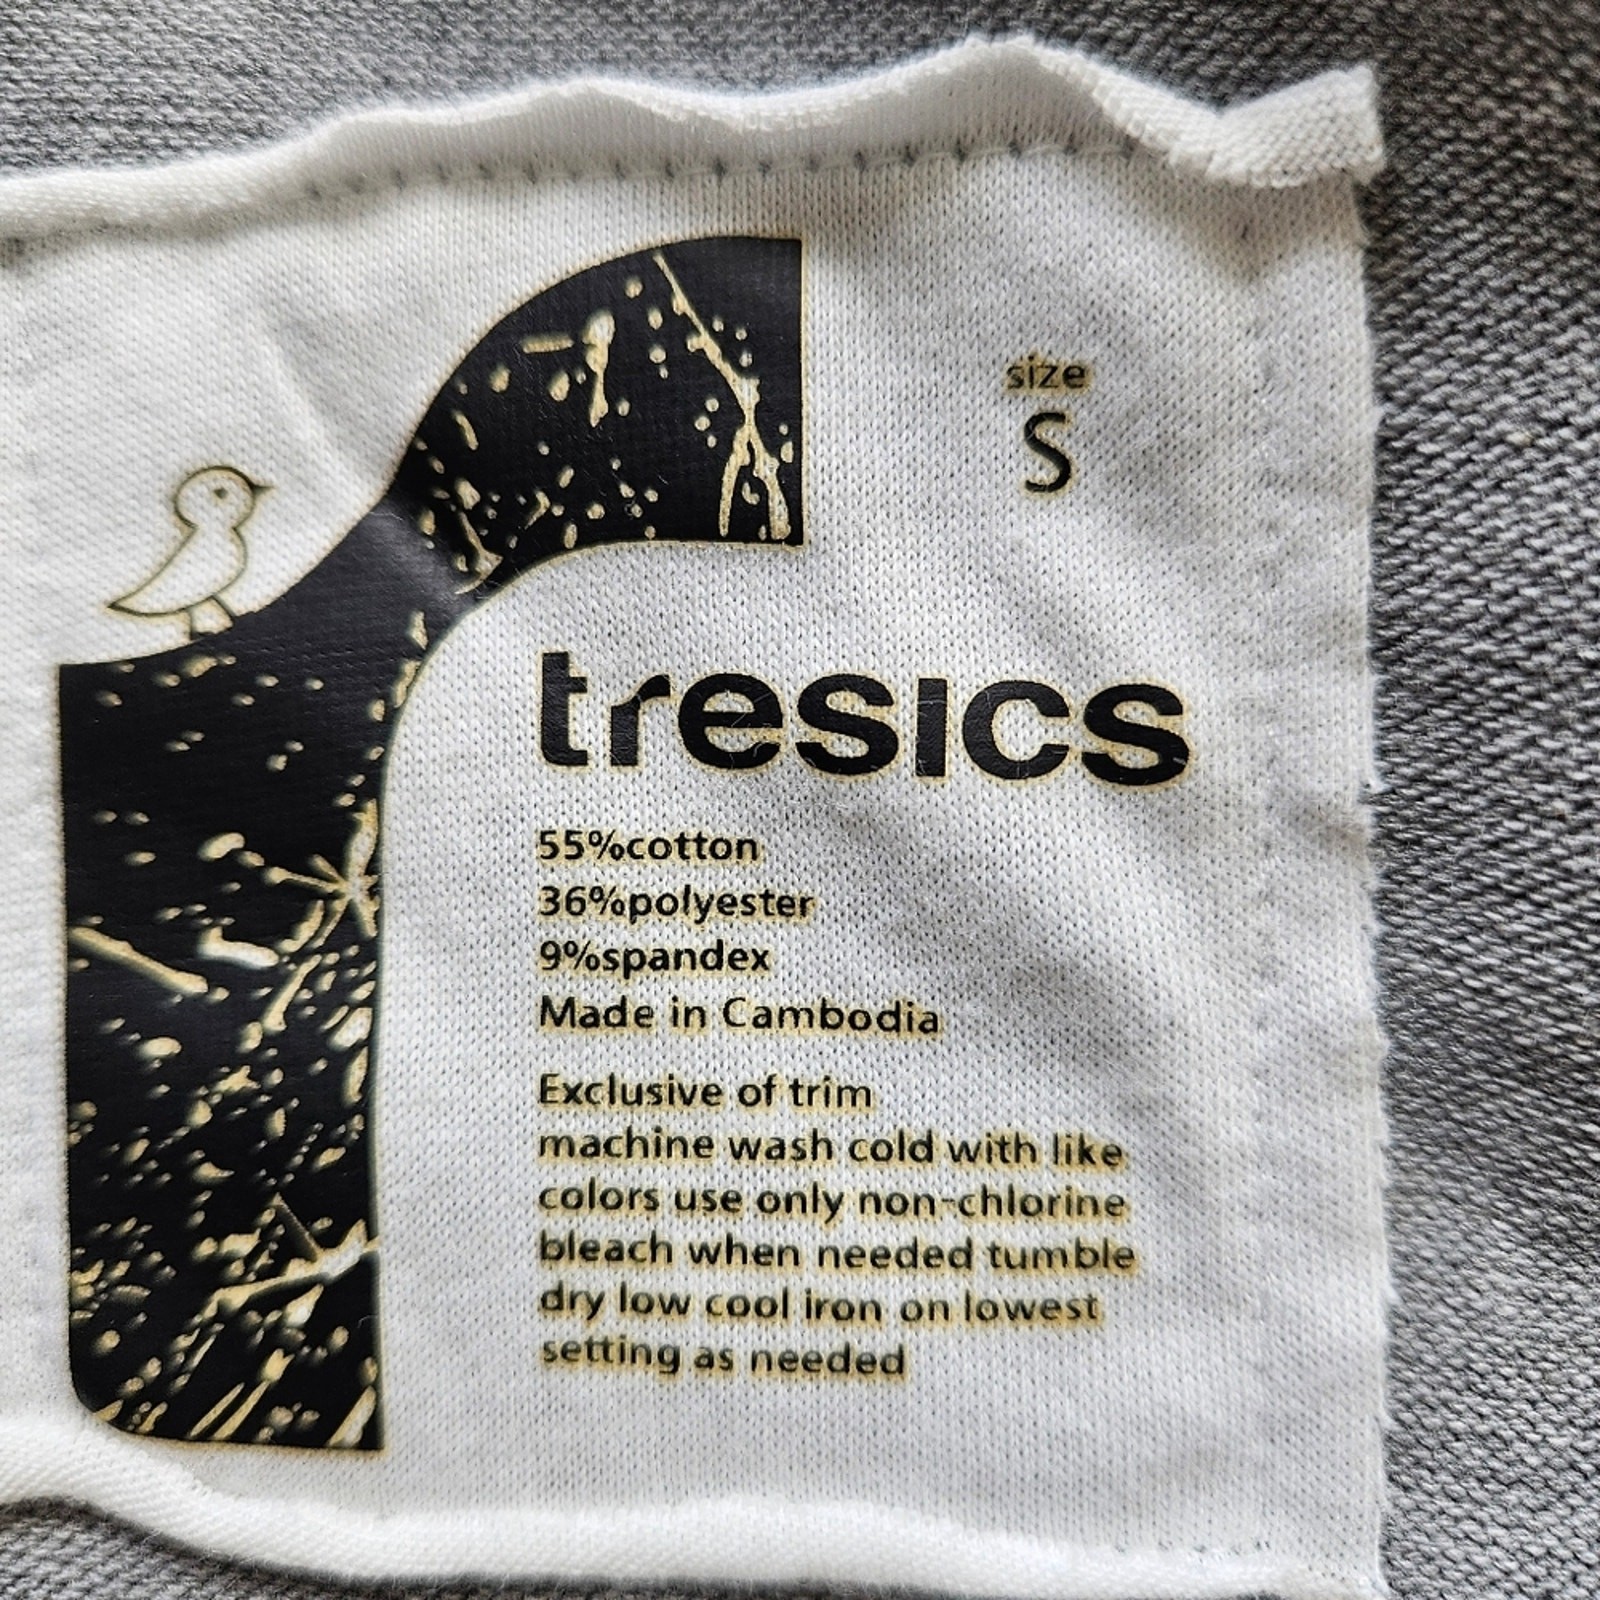 size
S
tresics
55%cotton
36%polyester
9%spandex
Made in Cambodia
Exclusive of trim
machine wash cold with like
colors use only non-chlorine
bleach when needed tumble
dry low cool iron on lowest
setting as needed